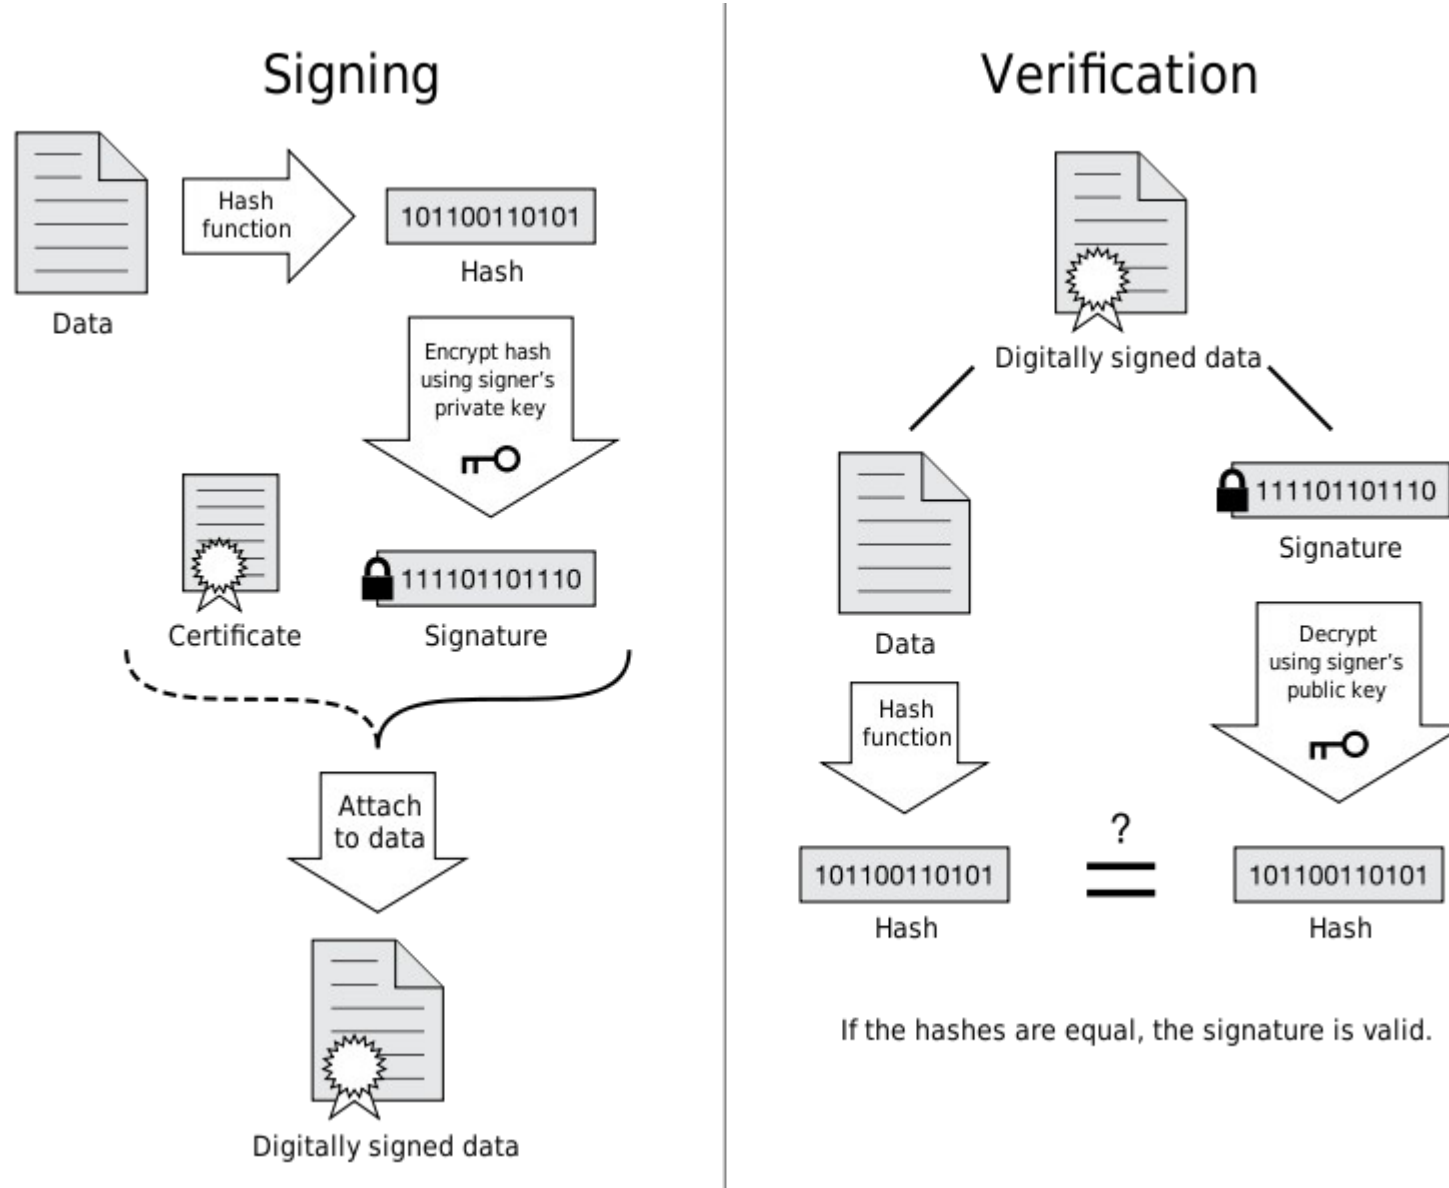 Signing
Hash
function
101100110101
Hash
Data
Encrypt hash
using signer's
private key
111101101110
Certificate
Signature
Attach
to data
Digitally signed data
Verification
Digitally signed data
111101101110
Signature
Data
Decrypt
using signer's
public key
Hash
function
?
101100110101
101100110101
Hash
Hash
If the hashes are equal, the signature is valid.